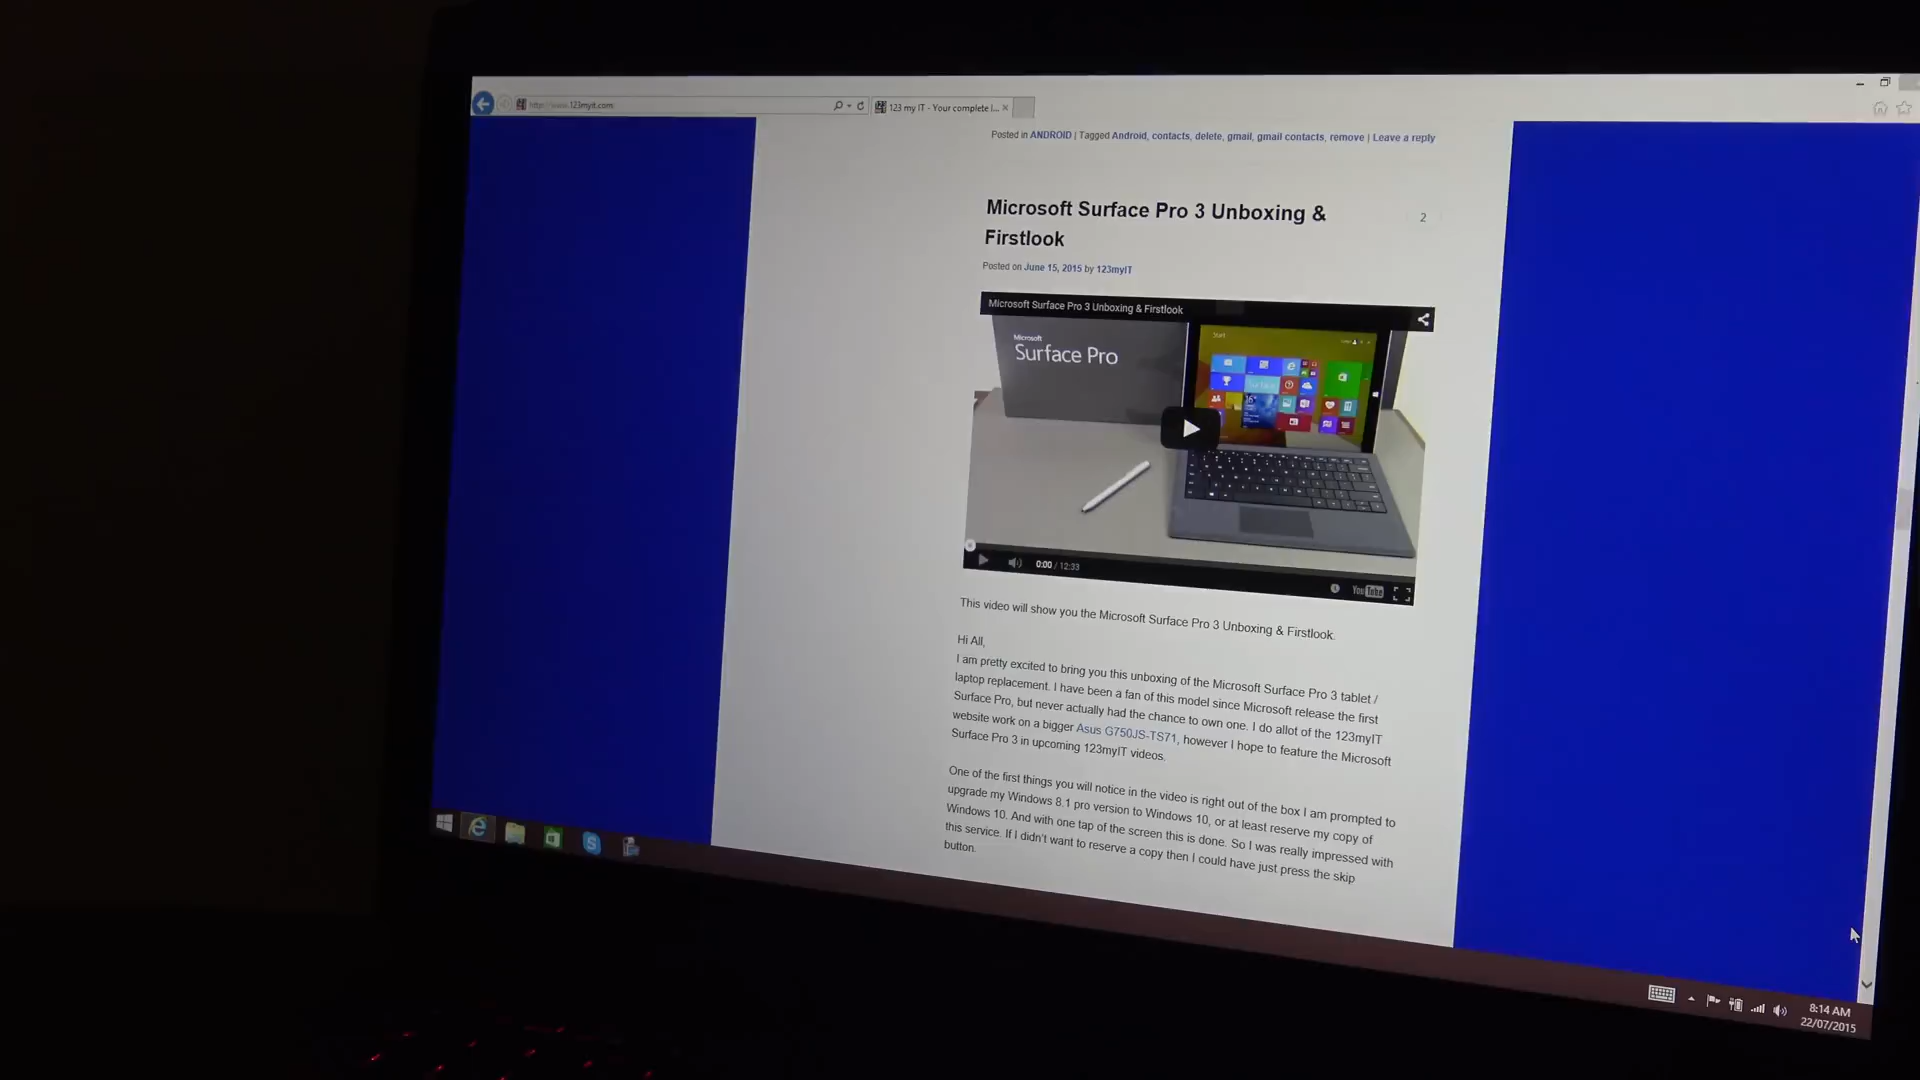 http://www.123myit.com
123 my IT - Your complete I...
Posted in ANDROID | Tagged Android, contacts, delete, gmail, gmail contacts, remove | Leave a reply
Microsoft Surface Pro 3 Unboxing &
Firstlook
2
Posted on June 15, 2015 by 123myIT
Microsoft Surface Pro 3 Unboxing & Firstlook
Microsoft
Surface Pro
Start
0:00 / 12:33
YouTube
This video will show you the Microsoft Surface Pro 3 Unboxing & Firstlook.
Hi All,
I am pretty excited to bring you this unboxing of the Microsoft Surface Pro 3 tablet /
laptop replacement. I have been a fan of this model since Microsoft release the first
Surface Pro, but never actually had the chance to own one. I do allot of the 123myIT
website work on a bigger Asus G750JS-TS71, however I hope to feature the Microsoft
Surface Pro 3 in upcoming 123myIT videos.
One of the first things you will notice in the video is right out of the box I am prompted to
upgrade my Windows 8.1 pro version to Windows 10, or at least reserve my copy of
Windows 10. And with one tap of the screen this is done. So I was really impressed with
this service. If I didn't want to reserve a copy then I could have just press the skip
button.
8:14 AM
22/07/2015